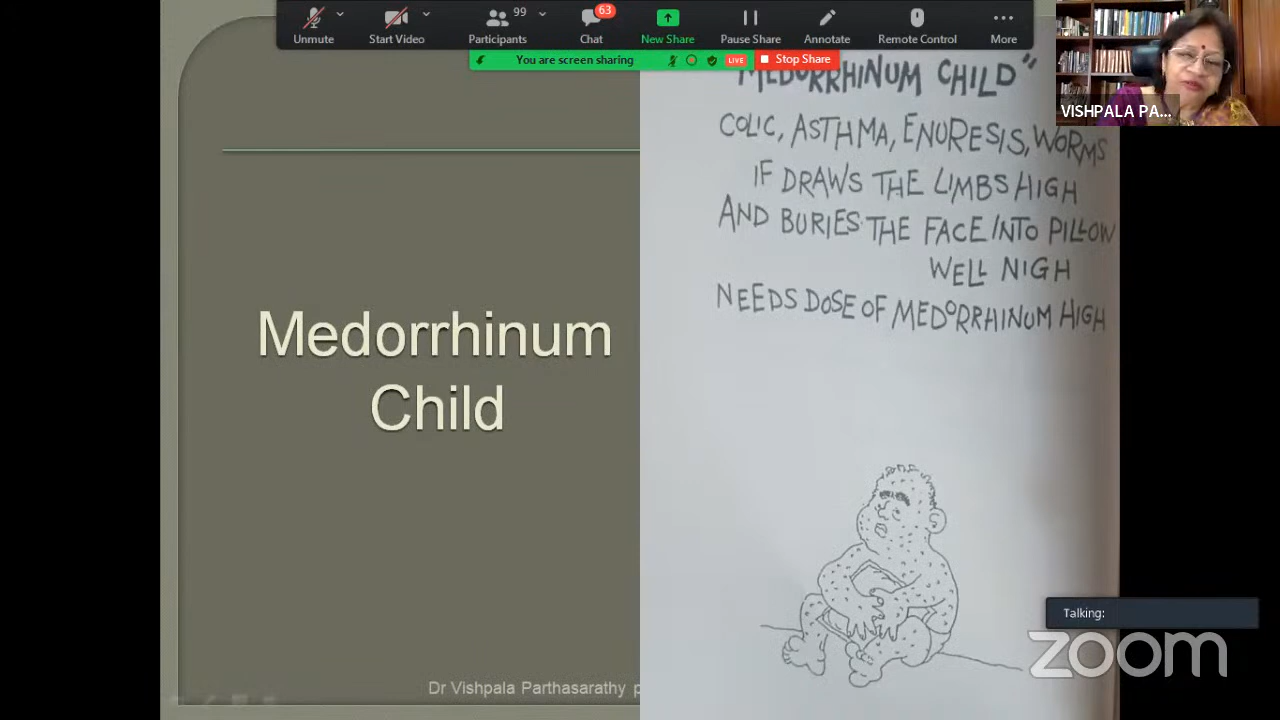 99
63
Unmute
Start Video
Participants
Chat
New Share
Pause Share
Annotate
Remote Control
More
You are screen sharing
LIVE
Stop Share
VISHPALA PA...
Medorrhinum
Child
"MEDORRHINUM CHILD"
COLIC, ASTHMA, ENURESIS, WORMS
IF DRAWS THE LIMBS HIGH
AND BURIES THE FACE INTO PILLOW
WELL NIGH
NEEDS DOSE OF MEDORRHINUM HIGH
Dr Vishpala Parthasarathy p
Talking:
zoom